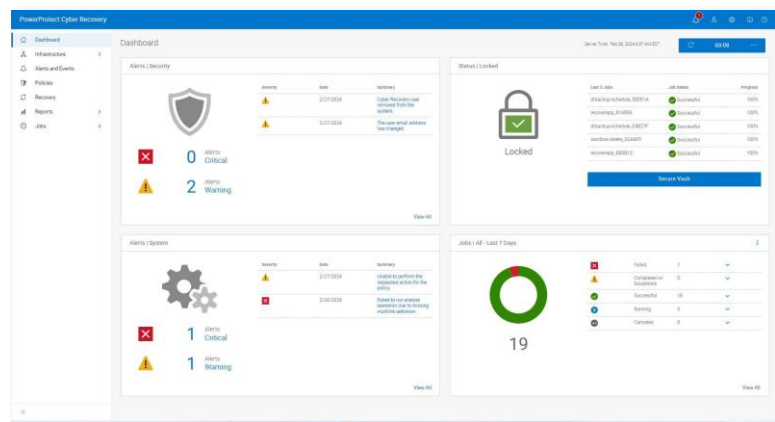 PowerProtect Cyber Recovery
Dashboard
Infrastructure
Alerts and Events
Policies
Recovery
Reports
Jobs
Dashboard
00:08
Alerts | Security
Severity Date Summary
2/27/2024 Cyber Recovery user
removed from the
system.
2/27/2024 The user email address
has changed.
0 Alerts
Critical
2 Alerts
Warning
View All
Status | Locked
Locked
Last 5 Jobs Job Status Progress
Successful 100%
Successful 100%
Successful 100%
Successful 100%
Successful 100%
Secure Vault
Alerts | System
Severity Date Summary
2/27/2024 Unable to perform the
requested action for the
policy.
2/26/2024 Failed to run analyze
operation due to missing
multilink definition.
1 Alerts
Critical
1 Alerts
Warning
View All
Jobs | All - Last 7 Days
19
Failed 1
Completed w/
Exceptions 0
Successful 18
Running 0
Canceled 0
View All